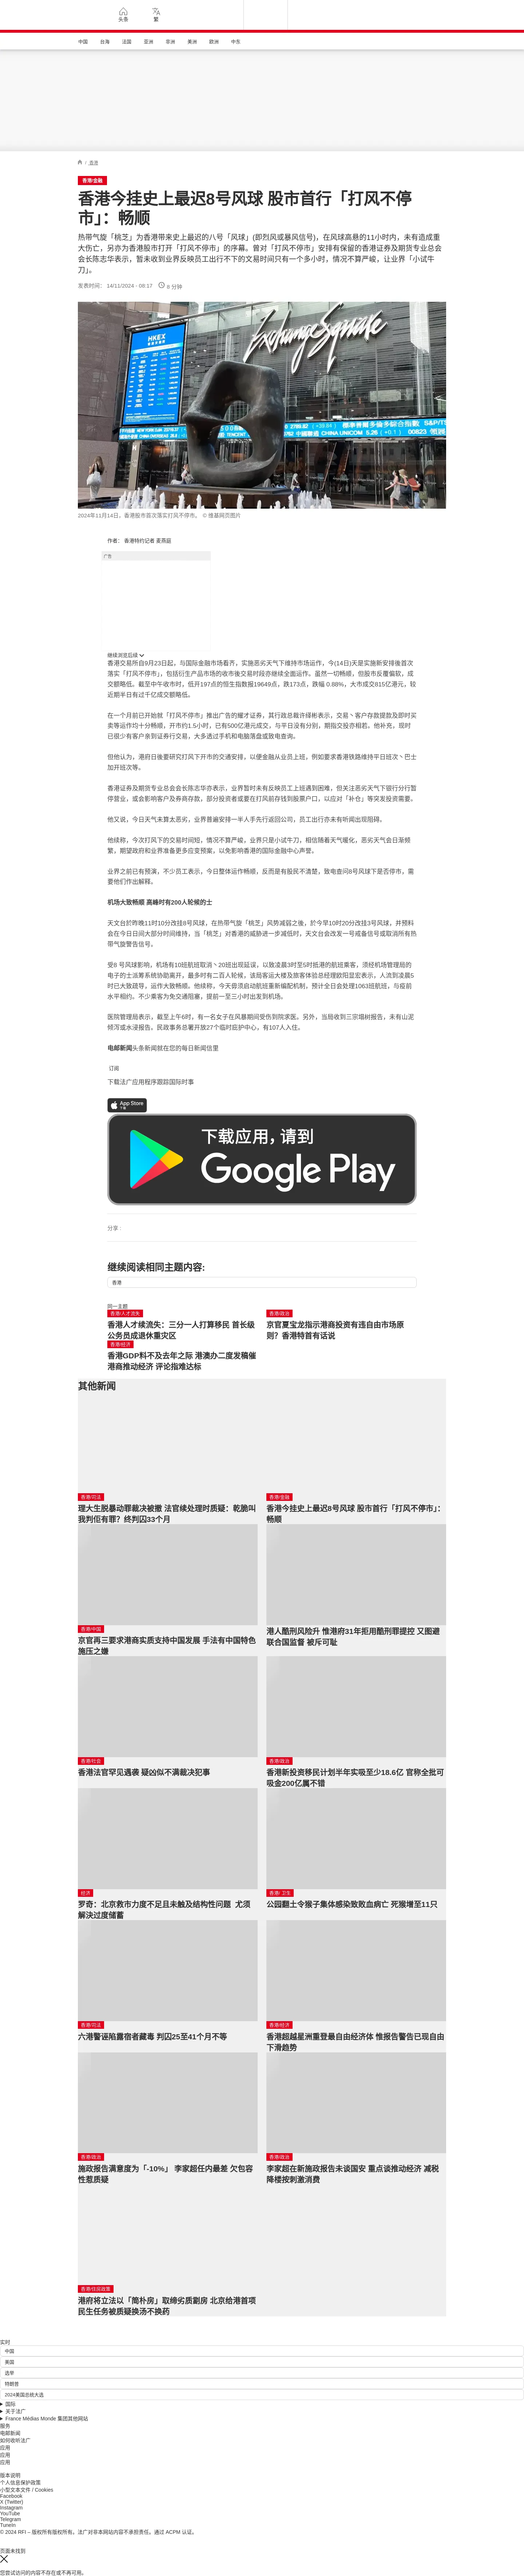 头条
繁
中国
台海
法国
亚洲
非洲
美洲
欧洲
中东
/ 香港
香港/金融
香港今挂史上最迟8号风球 股市首行「打风不停市」：畅顺
热带气旋「桃芝」为香港带来史上最迟的八号「风球」(即烈风或暴风信号)，在风球高悬的11小时内，未有造成重大伤亡，另亦为香港股市打开「打风不停市」的序幕。曾对「打风不停市」安排有保留的香港证券及期货专业总会会长陈志华表示，暂未收到业界反映员工出行不下的交易时间只有一个多小时，情况不算严峻，让业界「小试牛刀」。
发表时间： 14/11/2024 - 08:17
8 分钟
HKEX
香港交易所
Exchange Square
TENCENT
CHINA UNICOM
S&P/TS
00823
2024年11月14日，香港股市首次落实打风不停市。 © 维基网页图片
作者： 香港特约记者 麦燕庭
广告
继续浏览后续
香港交易所自9月23日起，与国际金融市场看齐，实施恶劣天气下维持市场运作，今(14日)天是实施新安排後首次落实「打风不停市」，包括衍生产品市场的收市後交易时段亦继续全面运作。虽然一切畅顺，但股市反覆偏软，成交额略低。截至中午收市时，低开197点的恒生指数报19649点，跌173点，跌幅 0.88%，大市成交815亿港元，较近期半日有过千亿成交额略低。
在一个月前已开始就「打风不停市」推出广告的耀才证券，其行政总裁许绎彬表示，交易丶客户存款提款及即时买卖等运作均十分畅顺，开市约1.5小时，已有500亿港元成交，与平日没有分别，期指交投亦相若。他补充，现时已很少有客户亲到证券行交易，大多透过手机和电脑落盘或致电查询。
但他认为，港府日後要研究打风下开市的交通安排，以便金融从业员上班，例如要求香港铁路维持平日班次丶巴士加开班次等。
香港证券及期货专业总会会长陈志华亦表示，业界暂时未有反映员工上班遇到困难，但关注恶劣天气下银行分行暂停营业，或会影响客户及券商存款，部分投资者或要在打风前存钱到股票户口，以应对「补仓」等突发投资需要。
他又说，今日天气未算太恶劣，业界普遍安排一半人手先行返回公司，员工出行亦未有听闻出现阻碍。
他续称，今次打风下的交易时间短，情况不算严峻，业界只是小试牛刀，相信随着天气暖化，恶劣天气会日渐频繁，期望政府和业界准备更多应变预案，以免影响香港的国际金融中心声誉。
业界之前已有预演，不少员工表示，今日整体运作畅顺，反而是有股民不清楚，致电查问8号风球下是否停市，需要他们作出解释。
机场大致畅顺 高峰时有200人轮候的士
天文台於昨晚11时10分改挂8号风球，在热带气旋「桃芝」风势减弱之後，於今早10时20分改挂3号风球，并预料会在今日日间大部分时间维持，当「桃芝」对香港的威胁进一步减低时，天文台会改发一号戒备信号或取消所有热带气旋警告信号。
受8 号风球影响，机场有10班航班取消丶20班出现延误，以致凌晨3时至5时抵港的航班乘客，须经机场管理局的电子的士派筹系统协助离开，最多时有二百人轮候，该局客运大楼及旅客体验总经理欧阳显宏表示，人流到凌晨5时已大致疏导，运作大致畅顺。他续称，今天毋须启动航班重新编配机制，预计全日会处理1063班航班，与疫前水平相约。不少乘客为免交通阻塞，提前一至三小时出发到机场。
医院管理局表示，截至上午6时，有一名女子在风暴期间受伤到院求医。另外，当局收到三宗塌树报告，未有山泥倾泻或水浸报告。民政事务总署开放27个临时庇护中心，有107人入住。
电邮新闻头条新闻就在您的每日新闻信里
订阅
下载法广应用程序跟踪国际时事
App Store
下载
下载应用，请到
Google Play
分享 :
继续阅读相同主题内容:
香港
同一主题
香港/人才流失
香港人才续流失：三分一人打算移民 首长级公务员成退休重灾区
香港/政治
京官夏宝龙指示港商投资有违自由市场原则？香港特首有话说
香港/经济
香港GDP料不及去年之际 港澳办二度发稿催港商推动经济 评论指难达标
其他新闻
香港/司法
理大生脱暴动罪裁决被撤 法官续处理时质疑：乾脆叫我判佢有罪？终判囚33个月
香港/金融
香港今挂史上最迟8号风球 股市首行「打风不停市」：畅顺
香港/中国
京官再三要求港商实质支持中国发展 手法有中国特色施压之嫌
港人酷刑风险升 惟港府31年拒用酷刑罪提控 又图避联合国监督 被斥可耻
香港/社会
香港法官罕见遇袭 疑凶似不满裁决犯事
香港/政治
香港新投资移民计划半年实吸至少18.6亿 官称全批可吸金200亿属不错
经济
罗奇：北京救市力度不足且未触及结构性问题 尤须解決过度储蓄
香港/ 卫生
公园翻土令猴子集体感染致败血病亡 死猴增至11只
香港/司法
六港警诬陷露宿者藏毒 判囚25至41个月不等
香港/经济
香港超越星洲重登最自由经济体 惟报告警告已现自由下滑趋势
香港/政治
施政报告满意度为「-10%」 李家超任内最差 欠包容性惹质疑
香港/政治
李家超在新施政报告未谈国安 重点谈推动经济 减税降楼按刺激消费
香港/住房政策
港府将立法以「简朴房」取缔劣质劏房 北京给港首项民生任务被质疑换汤不换药
实时
中国
美国
选举
特朗普
2024美国总统大选
国际
关于法广
France Médias Monde 集团其他网站
服务
电邮新闻
如何收听法广
应用
应用
应用
版本说明
个人信息保护政策
小型文本文件 / Cookies
Facebook
X (Twitter)
Instagram
YouTube
Telegram
TuneIn
© 2024 RFI – 版权所有版权所有。法广对非本网站内容不承担责任。通过 ACPM 认证。
页面未找到
您尝试访问的内容不存在或不再可用。